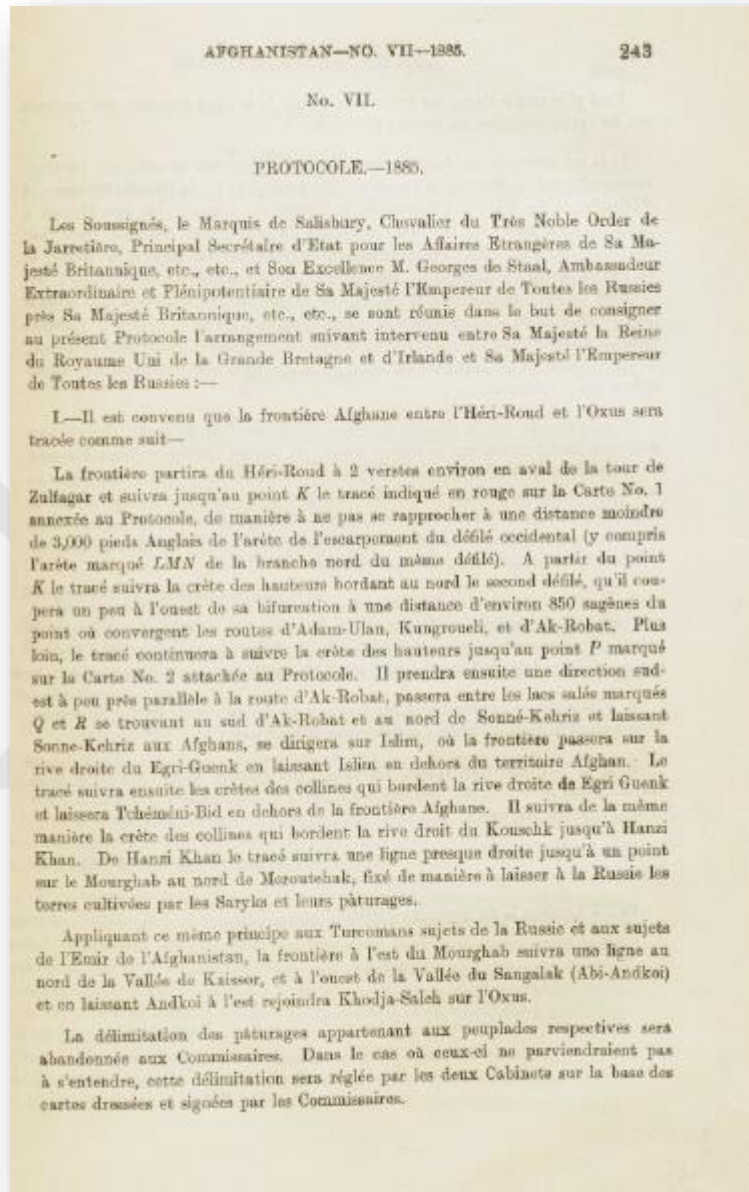 AFGHANISTAN—NO. VII—1885. 243
No. VII.
PROTOCOLE.—1885.
Les Soussignés, le Marquis de Salisbury, Chevalier du Très Noble Order de
la Jarretière, Principal Secrétaire d'Etat pour les Affaires Etrangères de Sa Ma-
jesté Britannique, etc., etc., et Son Excellence M. Georges de Staal, Ambassadeur
Extraordinaire et Plénipotentiaire de Sa Majesté l'Empereur de Toutes les Russies
près Sa Majesté Britannique, etc., etc., se sont réunis dans le but de consigner
au présent Protocole l'arrangement suivant intervenu entre Sa Majesté la Reine
du Royaume Uni de la Grande Bretagne et d'Irlande et Sa Majesté l'Empereur
de Toutes les Russies :—
I.—Il est convenu que la frontiére Afghane entre l'Héri-Roud et l'Oxus sera
tracée comme suit—
La frontière partira du Héri-Roud à 2 verstes environ en aval de la tour de
Zulfagar et suivra jusqu'au point K le tracé indiqué en rouge sur la Carte No. 1
annexée au Protocole, de manière à ne pas se rapprocher à une distance moindre
de 3,000 pieds Anglais de l'arète de l'escarpement du défilé occidental (y compris
l'arète marqué LMN de la branche nord du même défilé). A partir du point
K le tracé suivra la crète des hauteurs bordant au nord le second défilé, qu'il cou-
pera un peu à l'ouest de sa bifurcation à une distance d'environ 850 sagènes du
point où convergent les routes d'Adam-Ulan, Kungroueli, et d'Ak-Robat. Plus
loin, le tracé continuera à suivre la crète des hauteurs jusqu'au point P marqué
sur la Carte No. 2 attachée au Protocole. Il prendra ensuite une direction sud-
est à peu près parallèle à la route d'Ak-Robat, passera entre les lacs salés marqués
Q et R se trouvant au sud d'Ak-Robat et au nord de Sonné-Kehriz et laissant
Sonne-Kehriz aux Afghans, se dirigera sur Islim, où la frontière passera sur la
rive droite du Egri-Guenk en laissant Islim en dehors du territoire Afghan. Le
tracé suivra ensuite les crètes des collines qui bordent la rive droite de Egri Guenk
et laissera Tchéméni-Bid en dehors de la frontière Afghane. Il suivra de la même
manière la crète des collines qui bordent la rive droit du Kouschk jusqu'à Hanzi
Khan. De Hanzi Khan le tracé suivra une ligne presque droite jusqu'à un point
sur le Mourghab au nord de Meroutchak, fixé de manière à laisser à la Russie les
terres cultivées par les Saryks et leurs pàturages.
Appliquant ce mème principe aux Turcomans sujets de la Russie et aux sujets
de l'Emir de l'Afghanistan, la frontière à l'est du Mourghab suivra une ligne au
nord de la Vallée de Kaissor, et à l'ouest de la Vallée du Sangalak (Abi-Andkoi)
et en laissant Andkoi à l'est rejoindra Khodja-Saleh sur l'Oxus.
La délimitation des pàturages appartenant aux peuplades respectives sera
abandonnée aux Commissaires. Dans le cas où ceux-ci ne parviendraient pas
à s'entendre, cette délimitation sera réglée par les deux Cabinets sur la base des
cartes dressées et signées par les Commissaires.